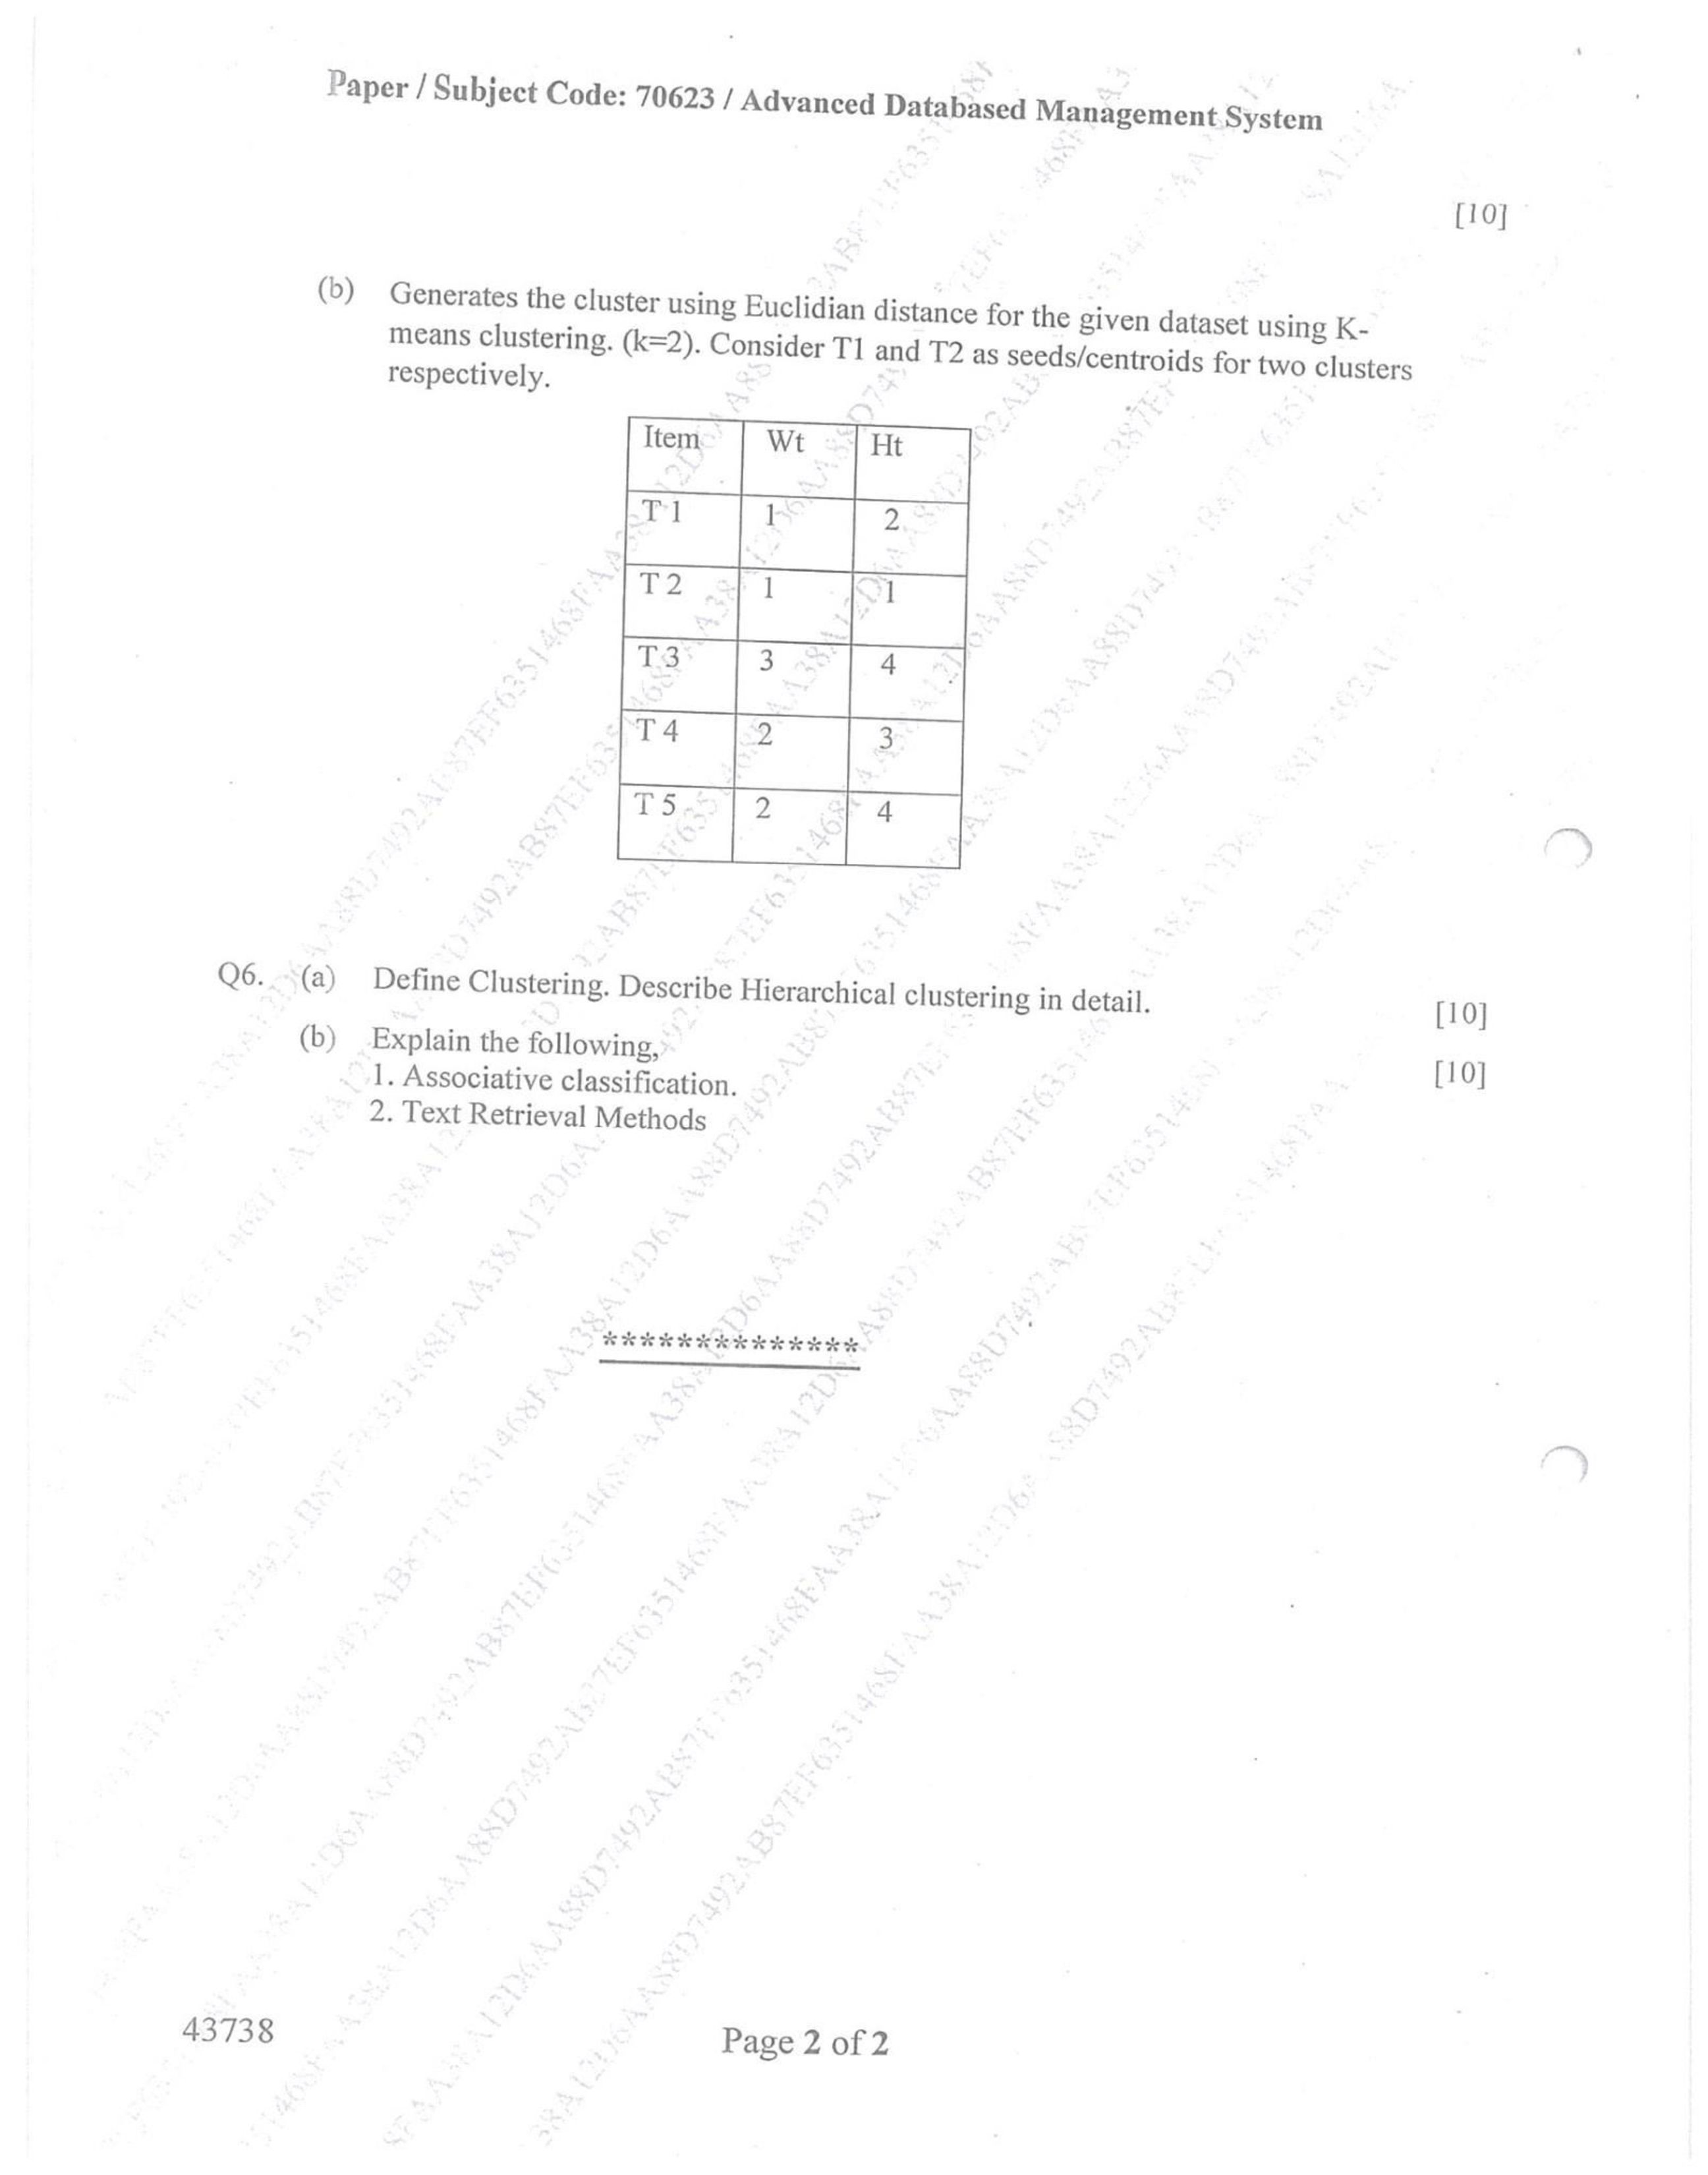 Paper / Subject Code: 70623 / Advanced Databased Management System
[10]
(b) Generates the cluster using Euclidian distance for the given dataset using K-
means clustering. (k=2). Consider T1 and T2 as seeds/centroids for two clusters
respectively.
Item Wt Ht
T 1 1 2
T 2 1 1
T 3 3 4
T 4 2 3
T 5 2 4
Q6. (a) Define Clustering. Describe Hierarchical clustering in detail. [10]
(b) Explain the following, [10]
1. Associative classification.
2. Text Retrieval Methods
**************
43738
Page 2 of 2